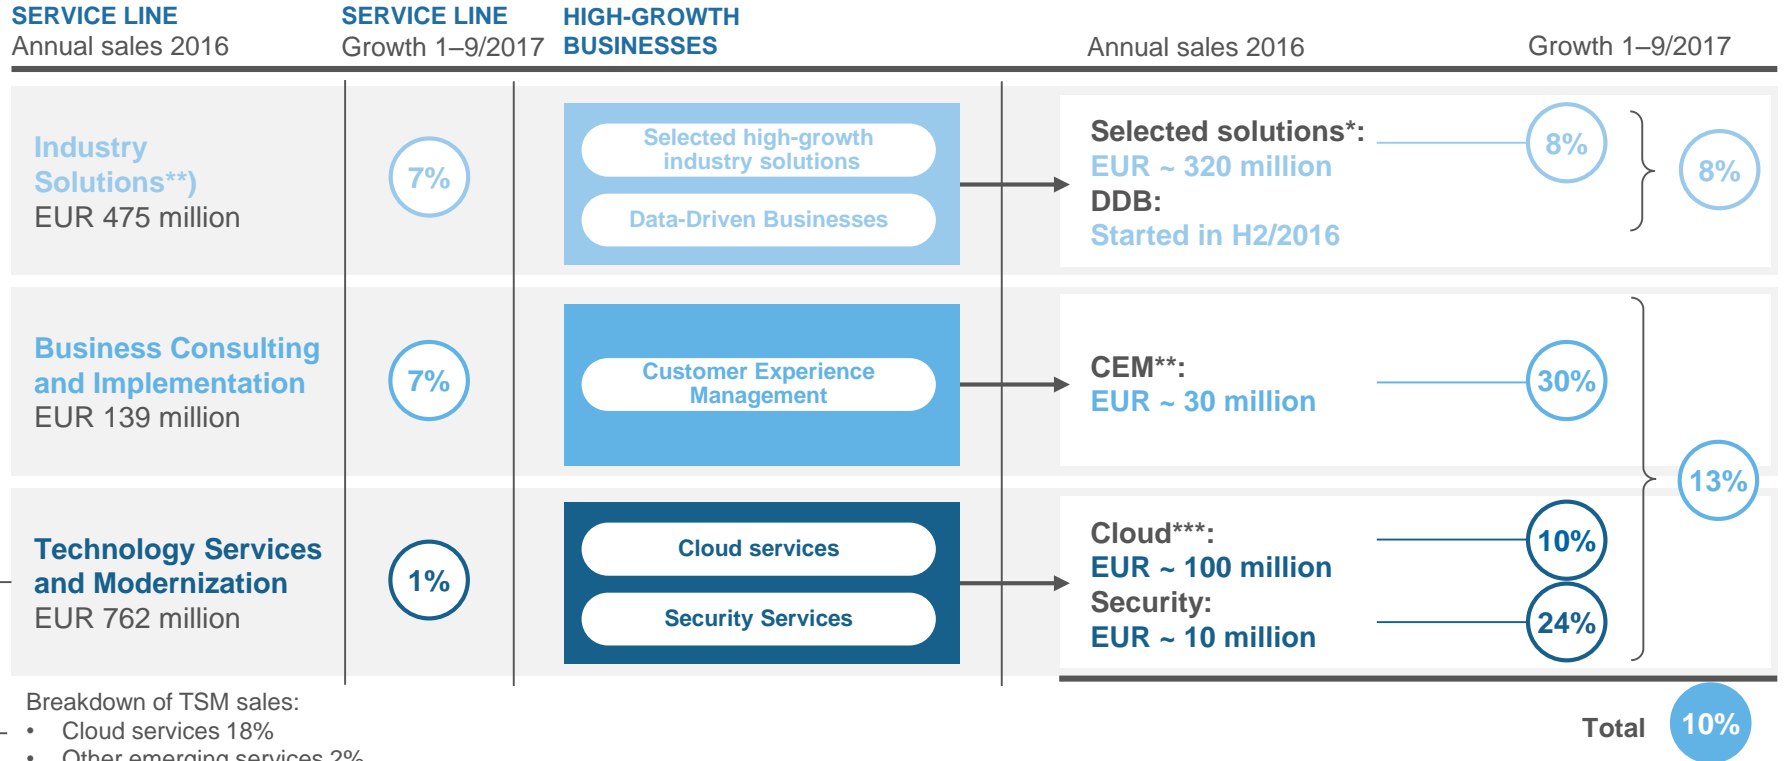 SERVICE LINE
Annual sales 2016
SERVICE LINE
Growth 1–9/2017
HIGH-GROWTH
BUSINESSES
Annual sales 2016
Growth 1–9/2017
Industry
Solutions**)
EUR 475 million
7%
Selected high-growth
industry solutions
Data-Driven Businesses
Selected solutions*:
EUR ~ 320 million
DDB:
Started in H2/2016
8%
8%
Business Consulting
and Implementation
EUR 139 million
7%
Customer Experience
Management
CEM**:
EUR ~ 30 million
30%
13%
Technology Services
and Modernization
EUR 762 million
1%
Cloud services
Security Services
Cloud***:
EUR ~ 100 million
Security:
EUR ~ 10 million
10%
24%
Breakdown of TSM sales:
• Cloud services 18%
• Other emerging services 2%
Total
10%